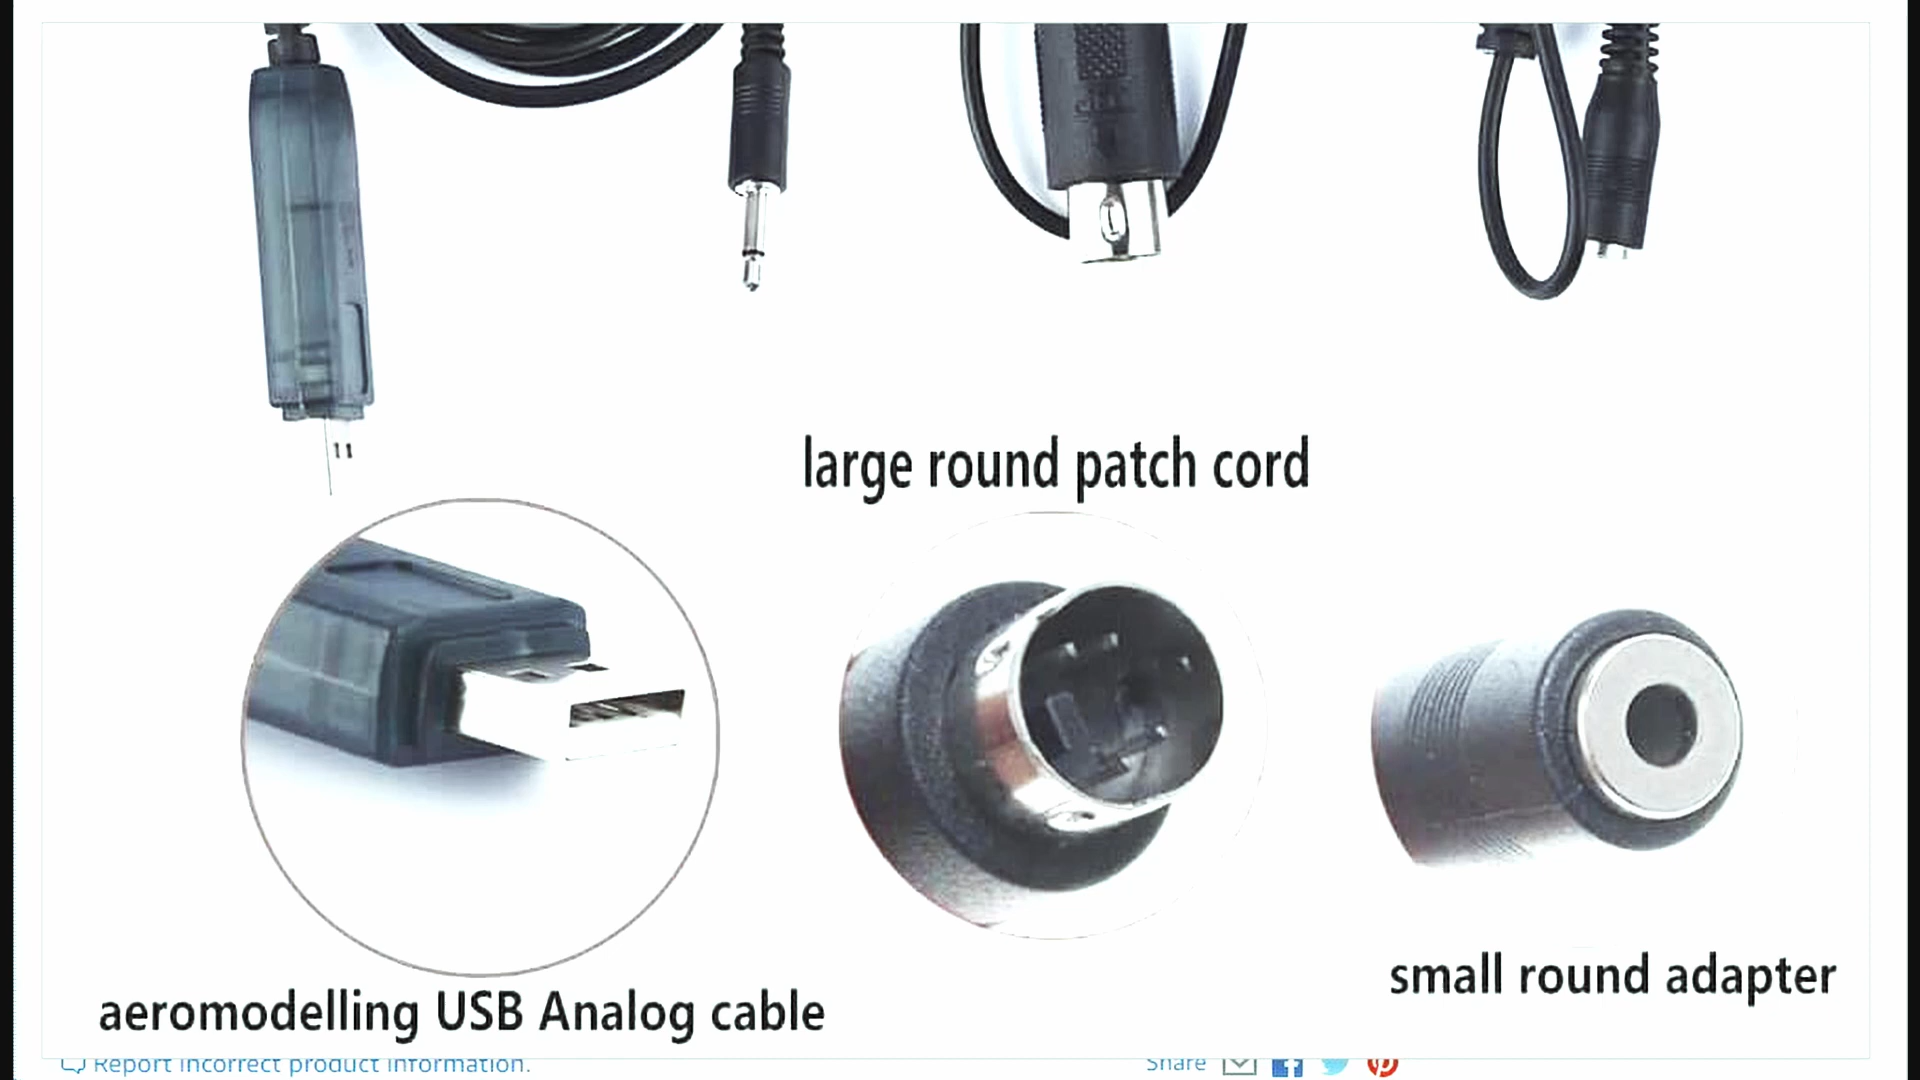 large round patch cord
small round adapter
aeromodelling USB Analog cable
Report incorrect product information.
Share